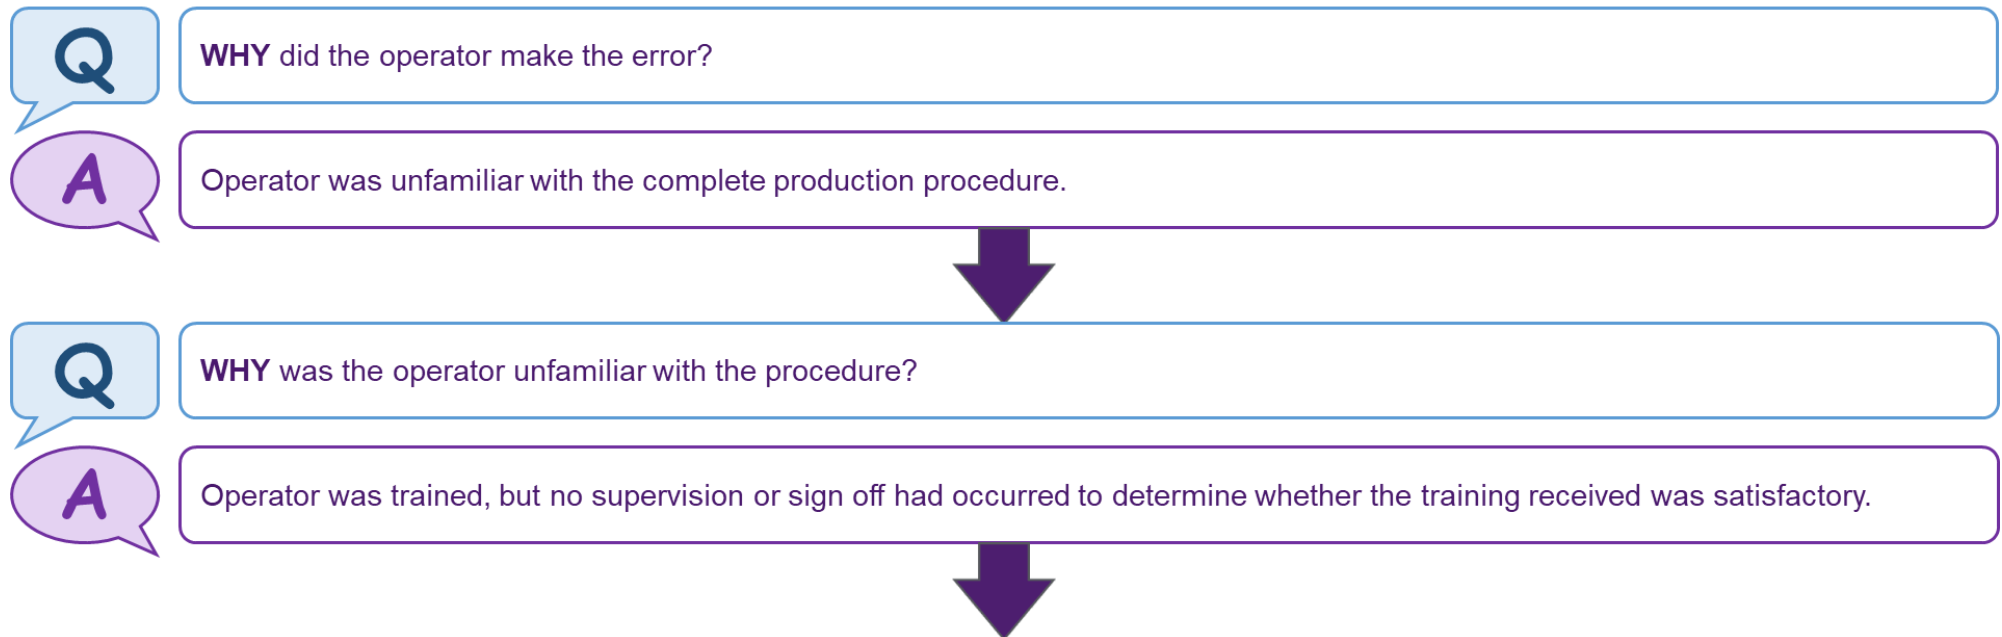 Q
WHY did the operator make the error?
A
Operator was unfamiliar with the complete production procedure.
Q
WHY was the operator unfamiliar with the procedure?
A
Operator was trained, but no supervision or sign off had occurred to determine whether the training received was satisfactory.